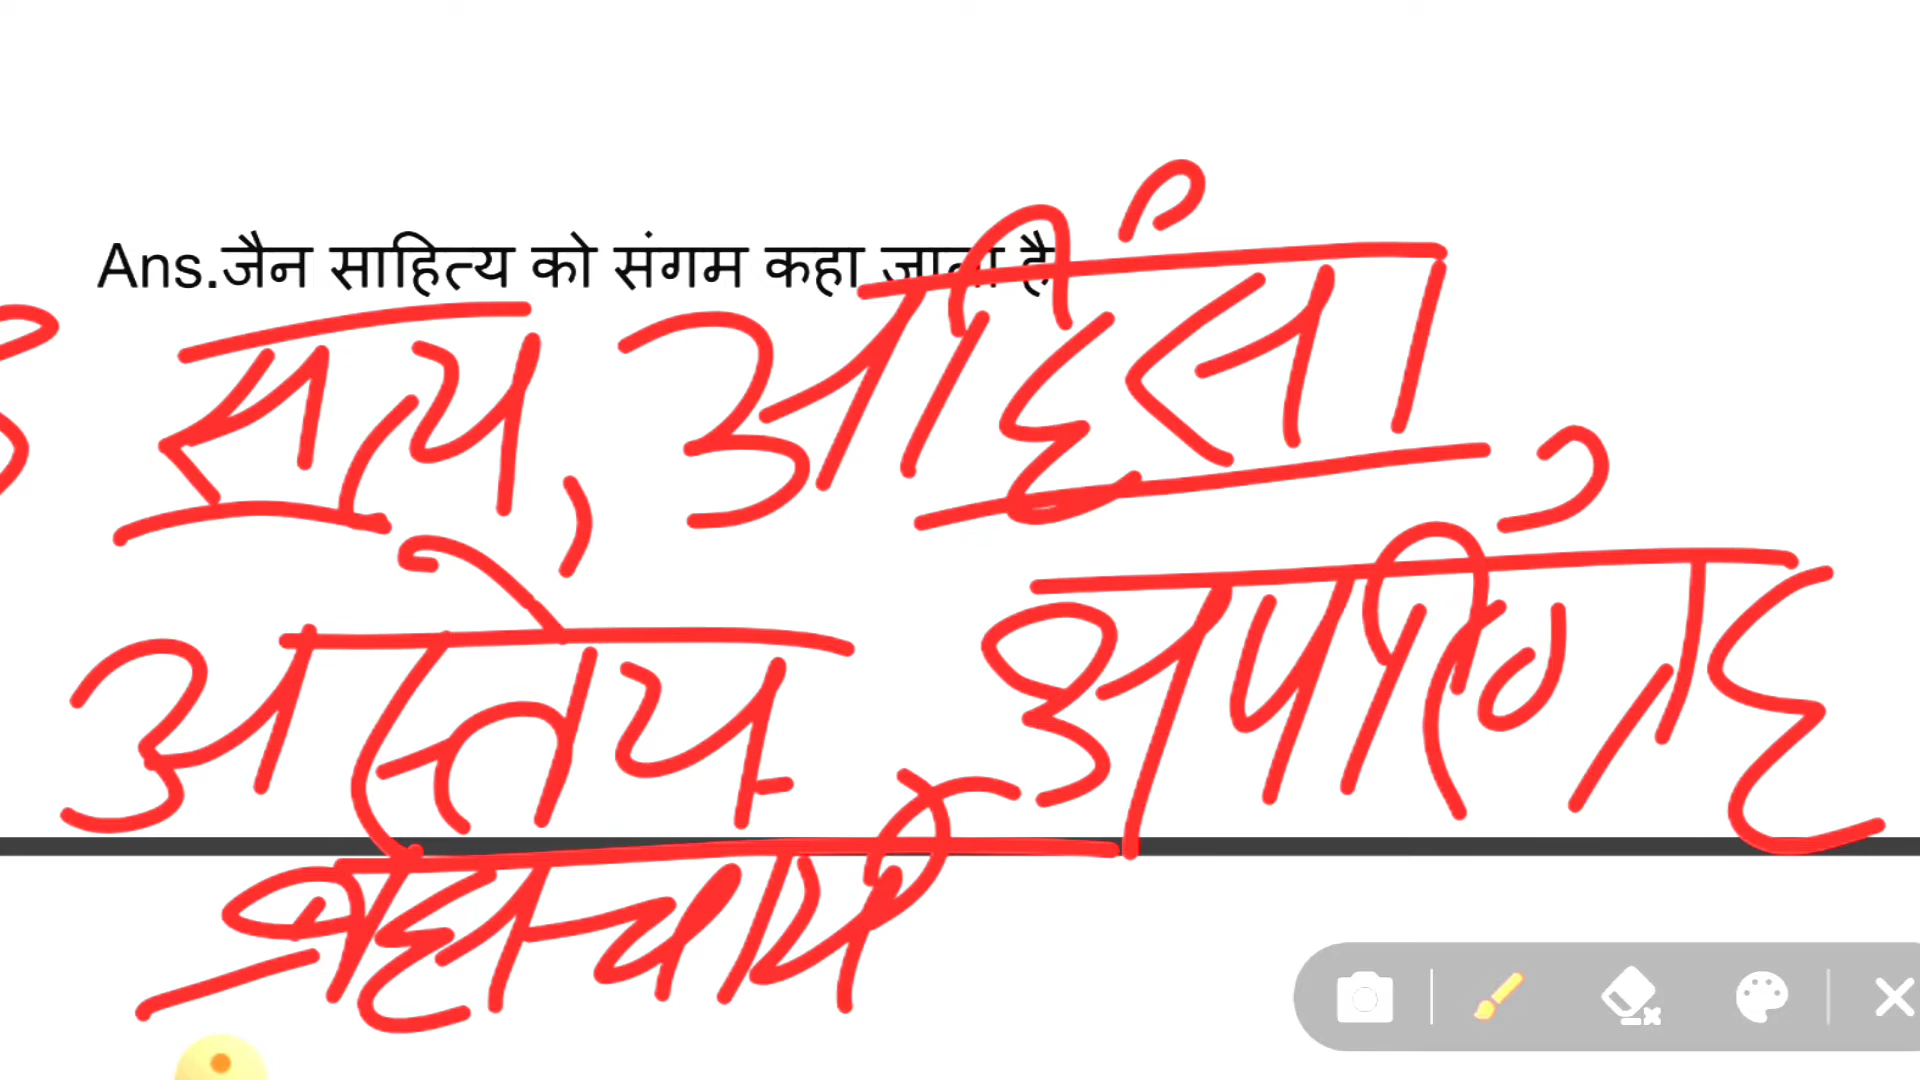 Ans.जैन साहित्य को संगम कहा जाता है
सत्य, अहिंसा,
अस्तेय अपरिग्रह
ब्रह्मचार्य